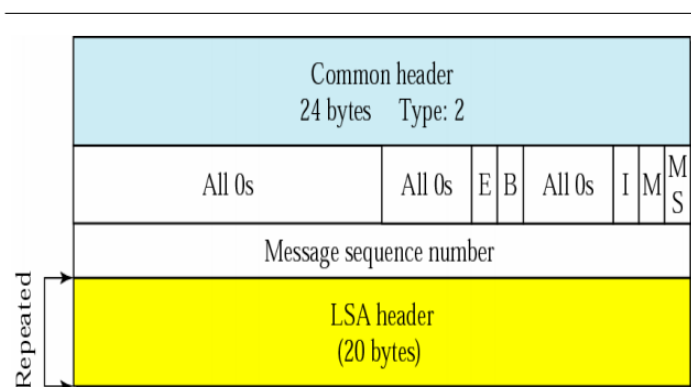 Common header
24 bytes Type: 2
All 0s All 0s E B All 0s I M M S
Message sequence number
Repeated
LSA header
(20 bytes)